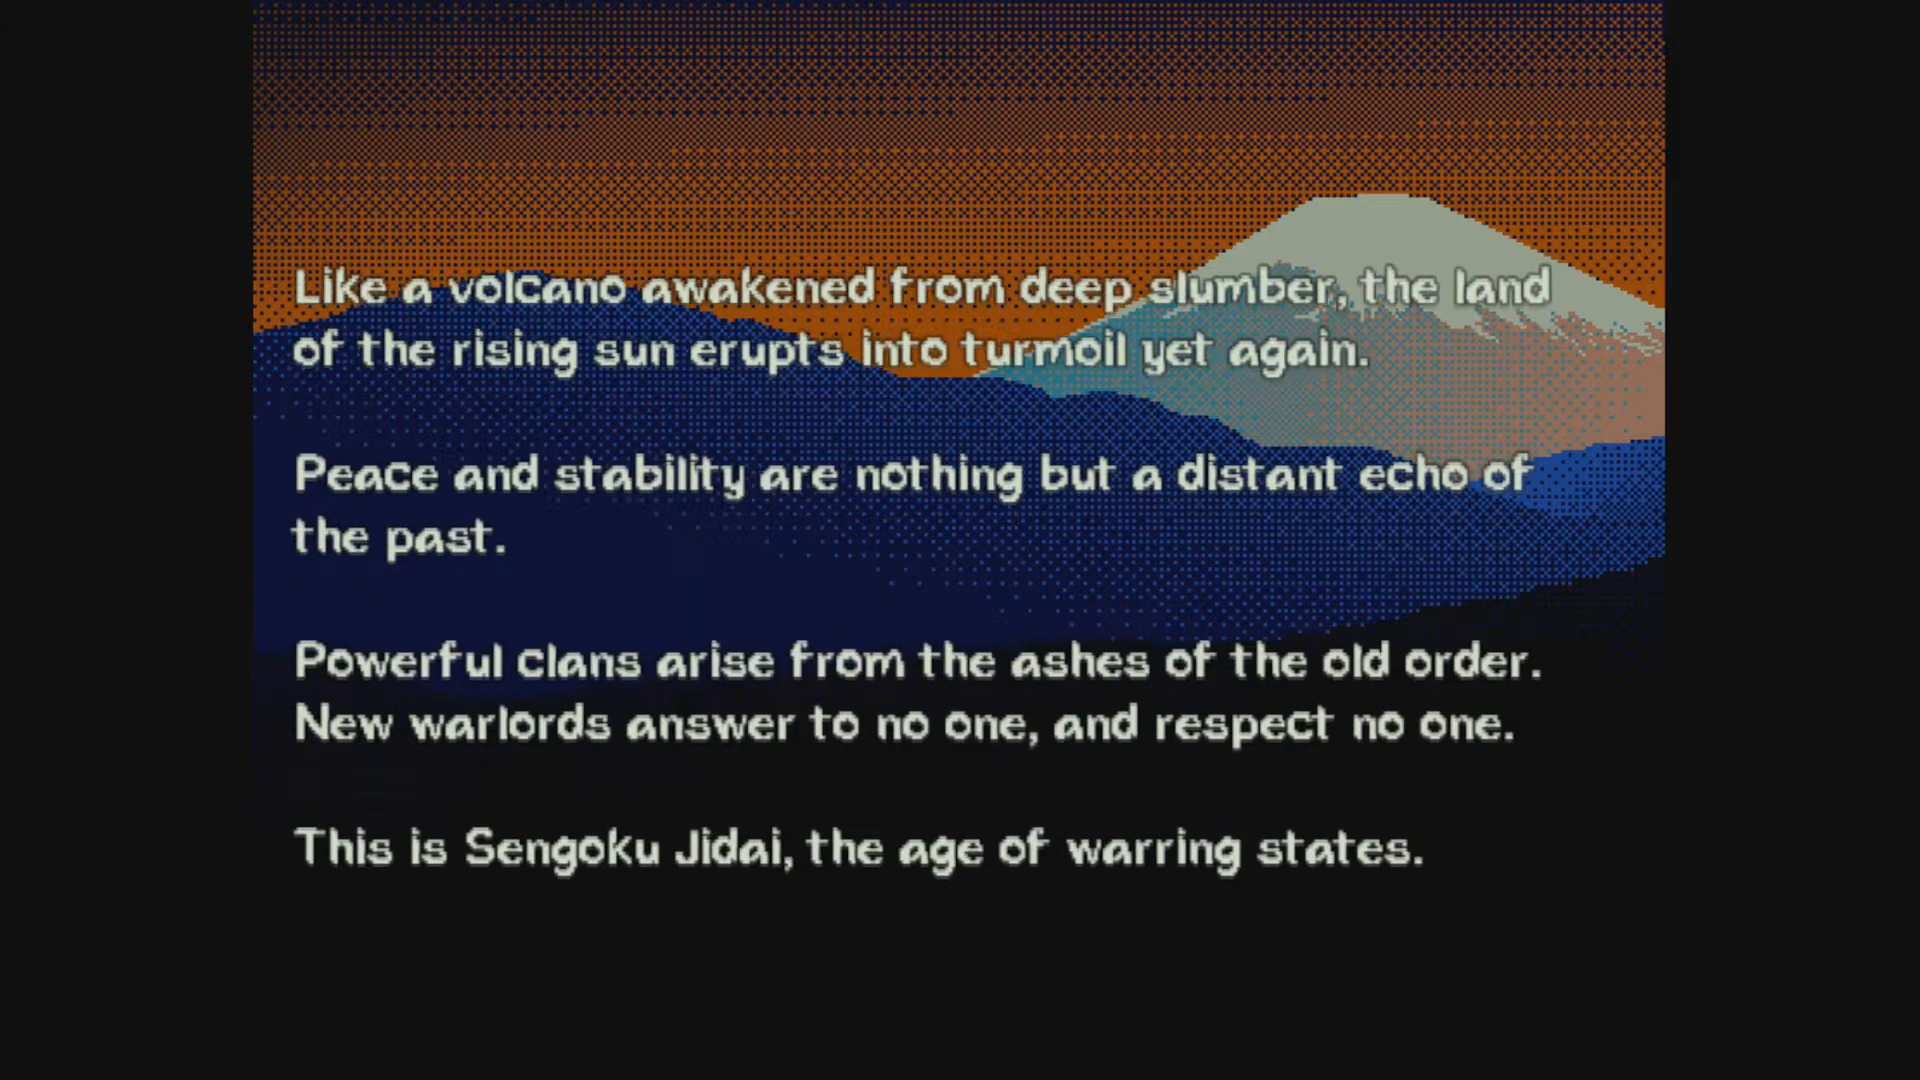 Like a volcano awakened from deep slumber, the land
of the rising sun erupts into turmoil yet again.
Peace and stability are nothing but a distant echo of
the past.
Powerful clans arise from the ashes of the old order.
New warlords answer to no one, and respect no one.
This is Sengoku Jidai, the age of warring states.